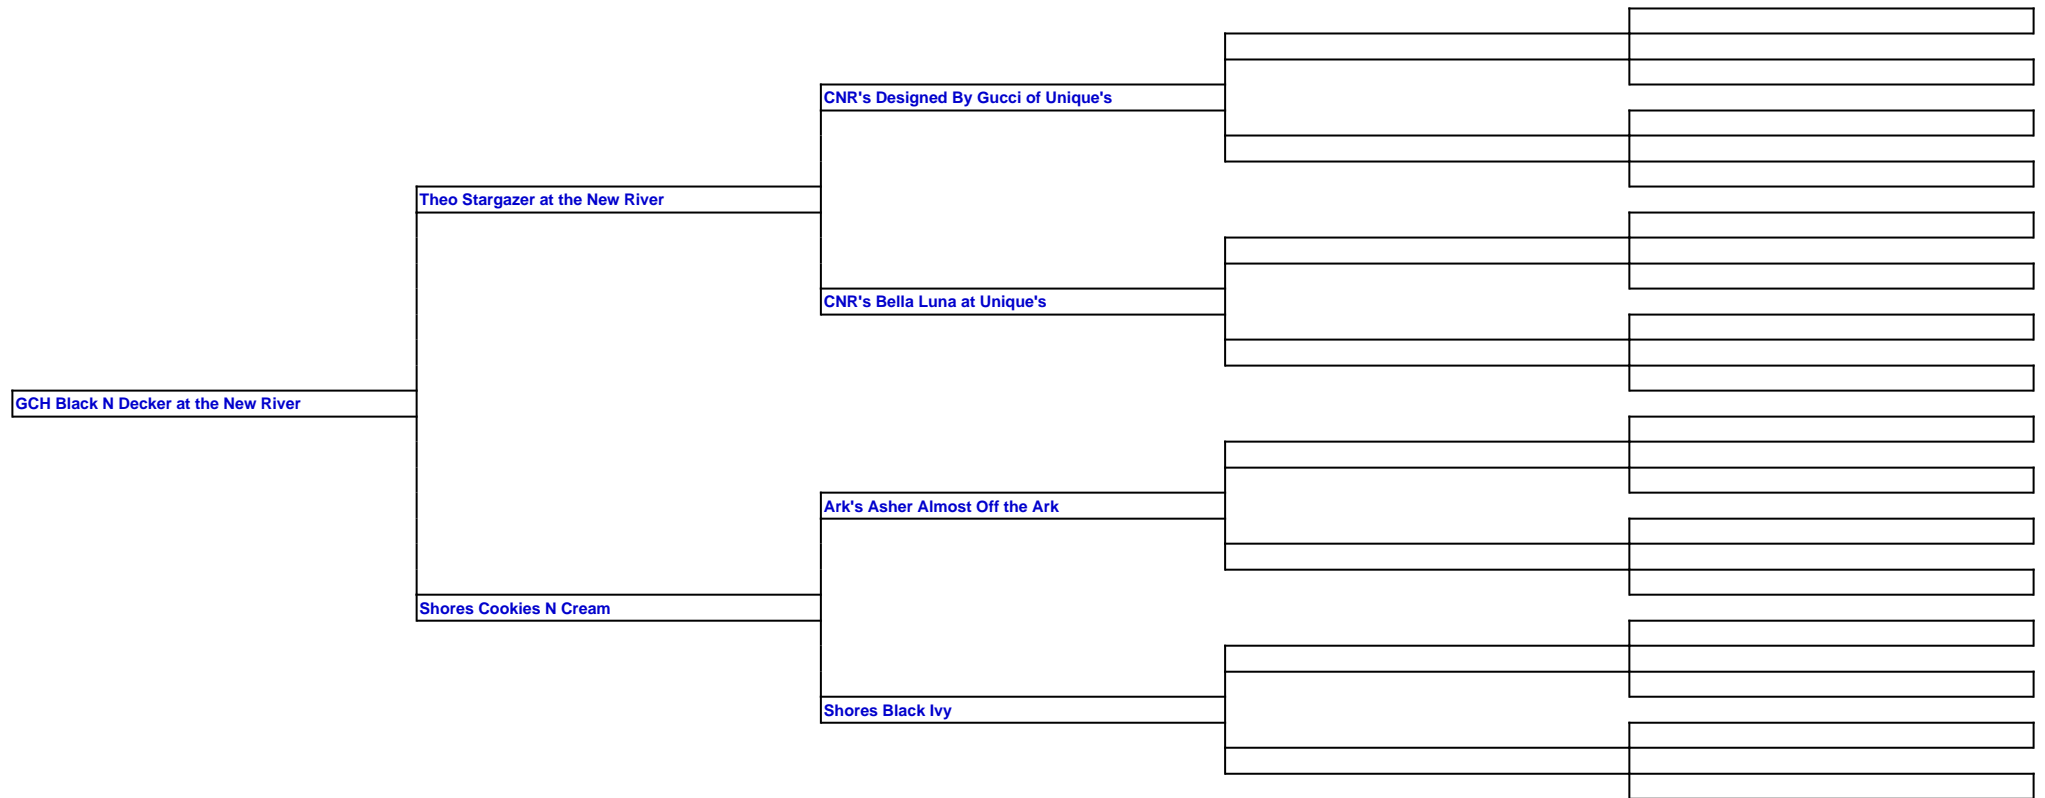 CNR's Designed By Gucci of Unique's
Theo Stargazer at the New River
CNR's Bella Luna at Unique's
GCH Black N Decker at the New River
Ark's Asher Almost Off the Ark
Shores Cookies N Cream
Shores Black Ivy